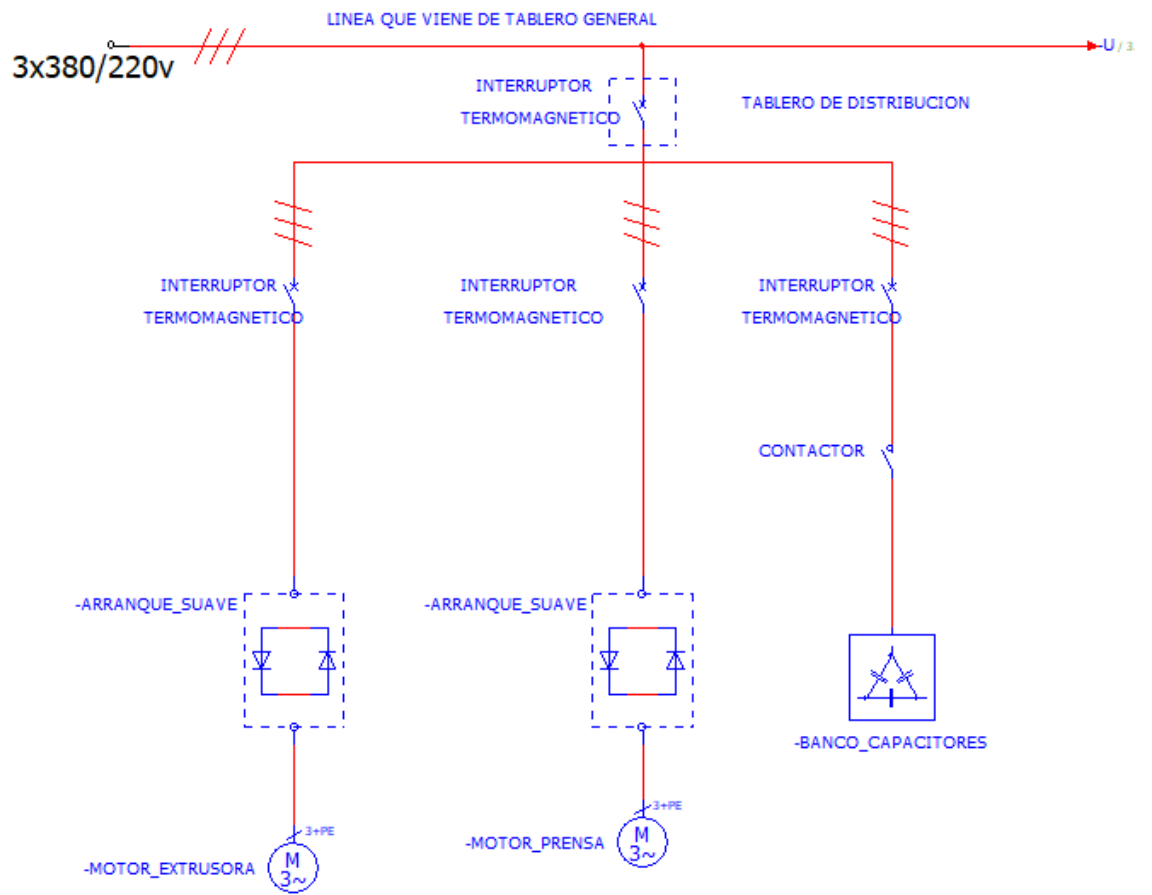 LINEA QUE VIENE DE TABLERO GENERAL
3x380/220v
-U / 3
INTERRUPTOR
TERMOMAGNETICO
TABLERO DE DISTRIBUCION
INTERRUPTOR
TERMOMAGNETICO
INTERRUPTOR
TERMOMAGNETICO
INTERRUPTOR
TERMOMAGNETICO
CONTACTOR
-ARRANQUE_SUAVE
-ARRANQUE_SUAVE
-BANCO_CAPACITORES
3+PE
-MOTOR_EXTRUSORA
M
3~
3+PE
-MOTOR_PRENSA
M
3~